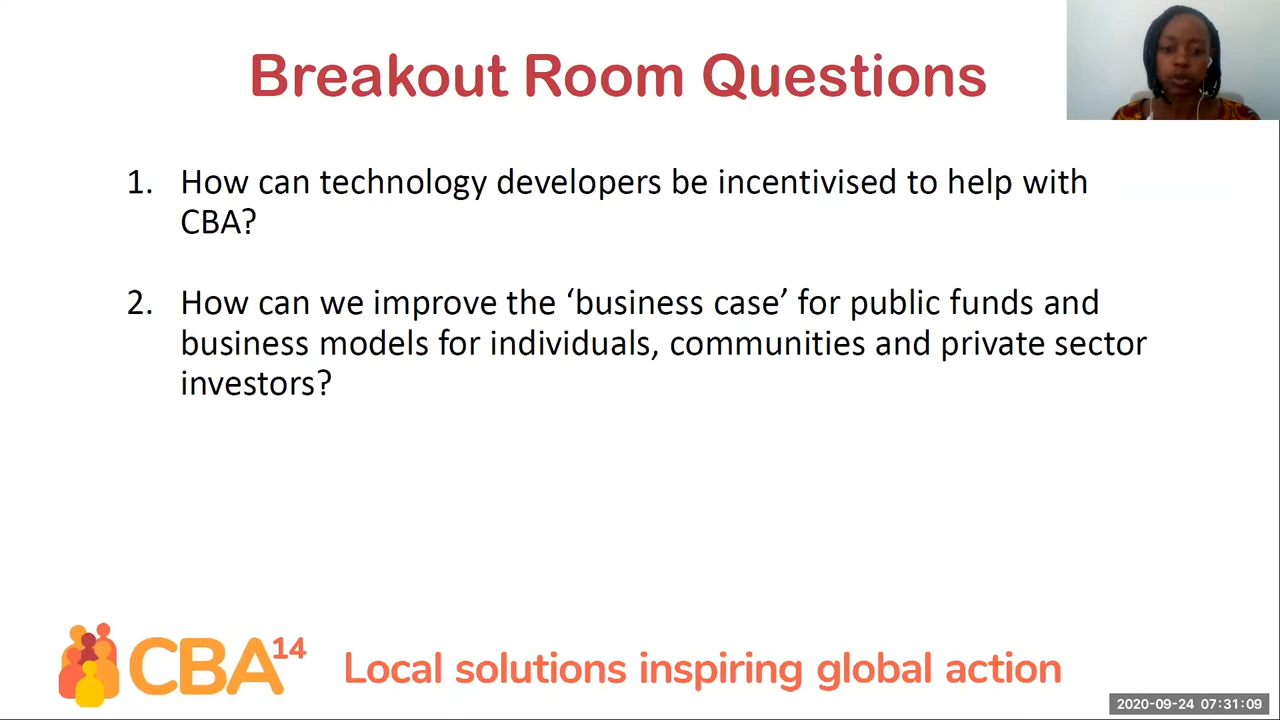 Breakout Room Questions
1. How can technology developers be incentivised to help with
CBA?
2. How can we improve the ‘business case’ for public funds and
business models for individuals, communities and private sector
investors?
CBA14
Local solutions inspiring global action
2020-09-24 07:31:09